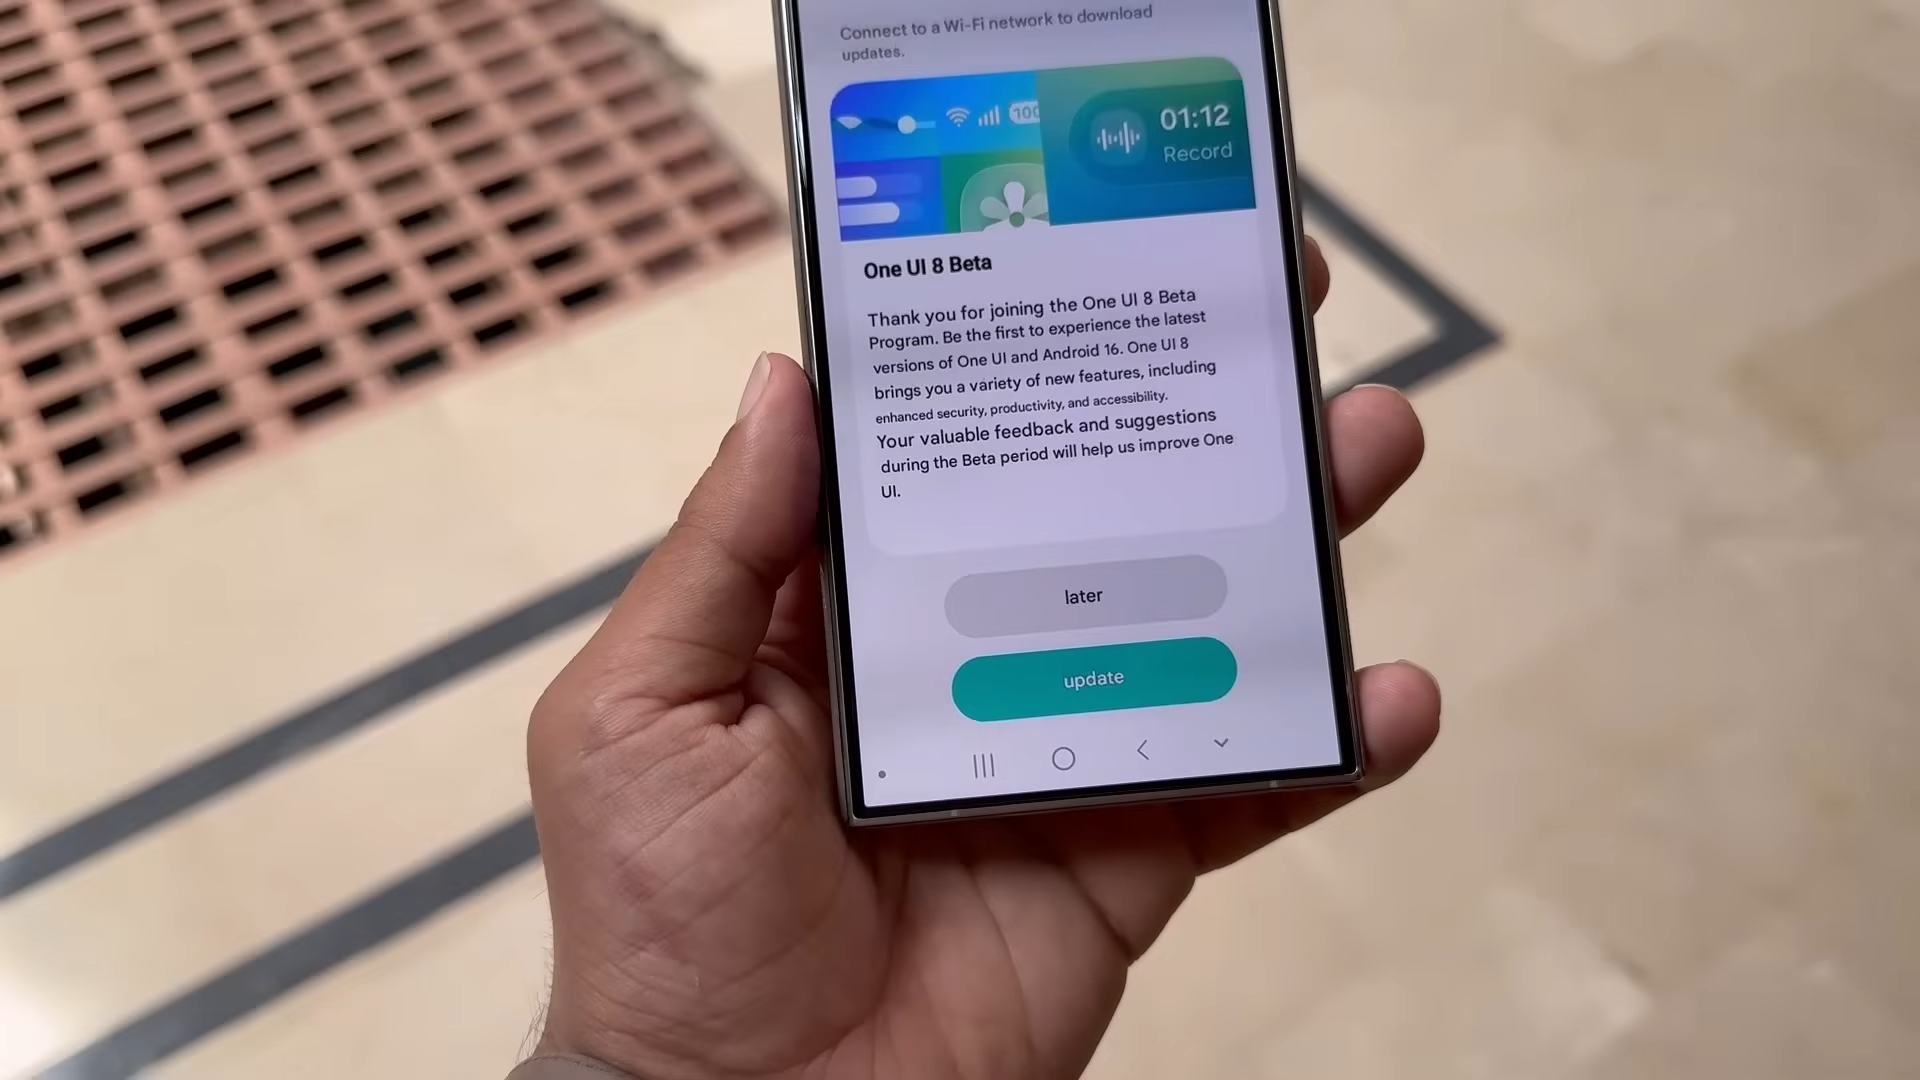 Connect to a Wi-Fi network to download
updates.
100
01:12
Record
One UI 8 Beta
Thank you for joining the One UI 8 Beta
Program. Be the first to experience the latest
versions of One UI and Android 16. One UI 8
brings you a variety of new features, including
enhanced security, productivity, and accessibility.
Your valuable feedback and suggestions
during the Beta period will help us improve One
UI.
later
update